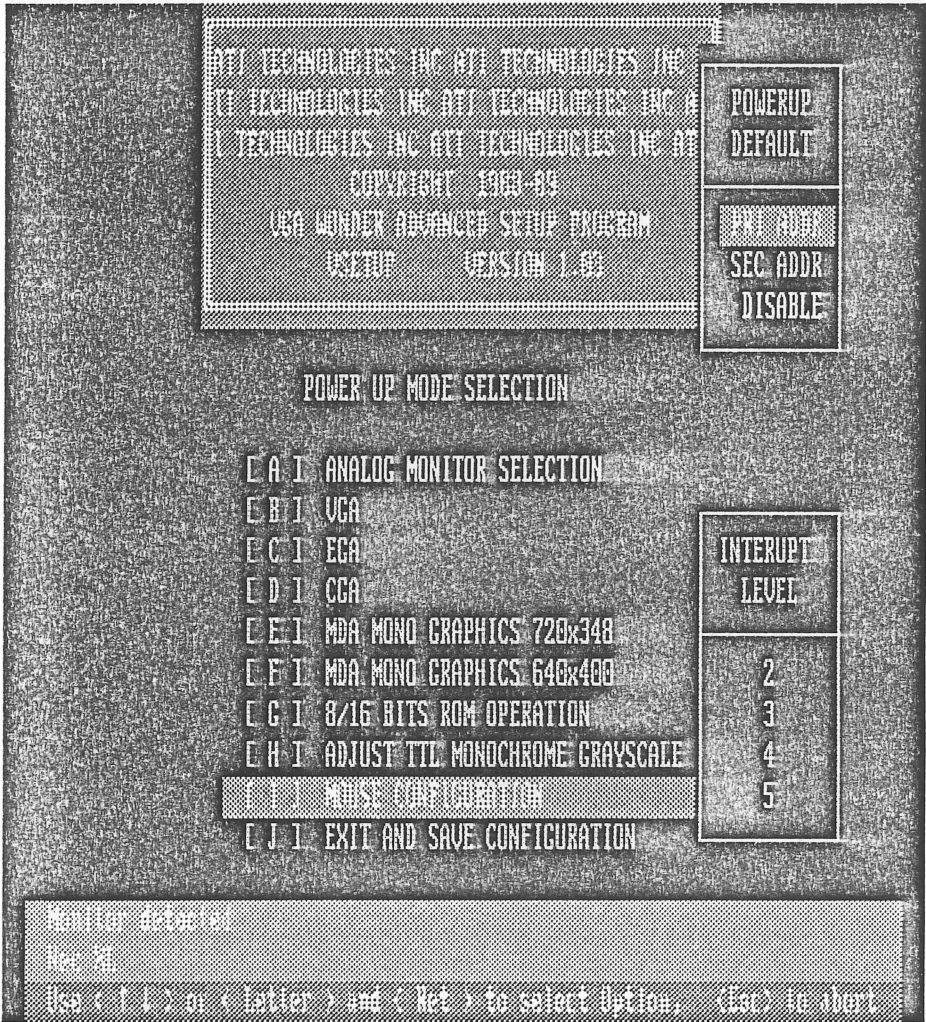 ATI TECHNOLOGIES INC ATI TECHNOLOGIES INC
TI TECHNOLOGIES INC ATI TECHNOLOGIES INC A
I TECHNOLOGIES INC ATI TECHNOLOGIES INC AT
COPYRIGHT 1988-89
VGA WONDER ADVANCED SETUP PROGRAM
VSETUP VERSION 1.03
POWERUP
DEFAULT
PRI ADDR
SEC ADDR
DISABLE
POWER UP MODE SELECTION
[ A ] ANALOG MONITOR SELECTION
[ B ] VGA
[ C ] EGA
[ D ] CGA
[ E ] MDA MONO GRAPHICS 720x348
[ F ] MDA MONO GRAPHICS 640x400
[ G ] 8/16 BITS ROM OPERATION
[ H ] ADJUST TTL MONOCHROME GRAYSCALE
[ I ] MOUSE CONFIGURATION
[ J ] EXIT AND SAVE CONFIGURATION
INTERUPT
LEVEL
2
3
4
5
Monitor detected
Use < ↑ ↓ > or < letter > and < Ret > to select Option, <Esc> to abort